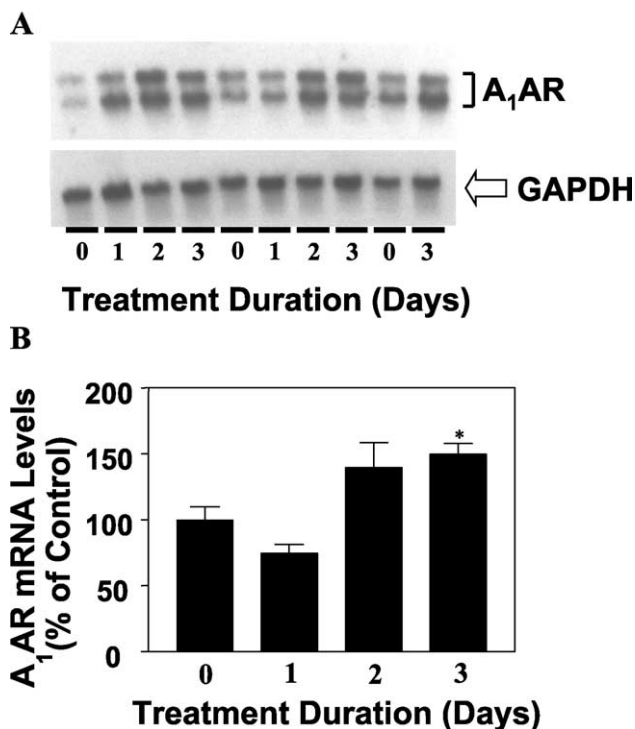 A
A₁AR
GAPDH
0 1 2 3 0 1 2 3 0 3
Treatment Duration (Days)
B
A₁AR mRNA Levels
(% of Control)
200
150
100
50
0
*
0 1 2 3
Treatment Duration (Days)